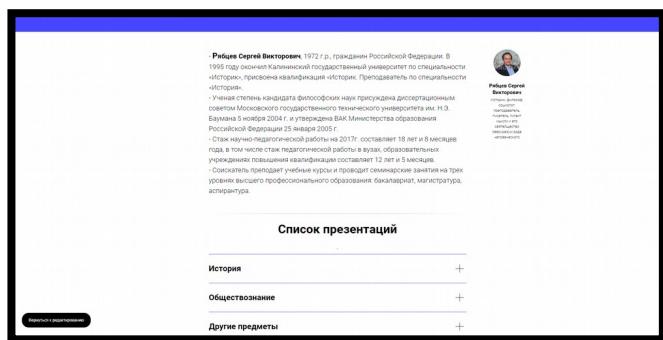 - Рябцев Сергей Викторович, 1972 г.р., гражданин Российской Федерации. В
1995 году окончил Калининский государственный университет по специальности
«Историк», присвоена квалификация «Историк. Преподаватель по специальности
«История».
- Ученая степень кандидата философских наук присуждена диссертационным
советом Московского государственного технического университета им. Н.Э.
Баумана 5 ноября 2004 г. и утверждена ВАК Министерства образования
Российской Федерации 25 января 2005 г.
- Стаж научно-педагогической работы на 2017г. составляет 18 лет и 8 месяцев
года, в том числе стаж педагогической работы в вузах, образовательных
учреждениях повышения квалификации составляет 12 лет и 5 месяцев.
- Соискатель преподает учебные курсы и проводит семинарские занятия на трех
уровнях высшего профессионального образования: бакалавриат, магистратура,
аспирантура.
Рябцев Сергей
Викторович
Список презентаций
История
Обществознание
Другие предметы
Вернуться к редактированию